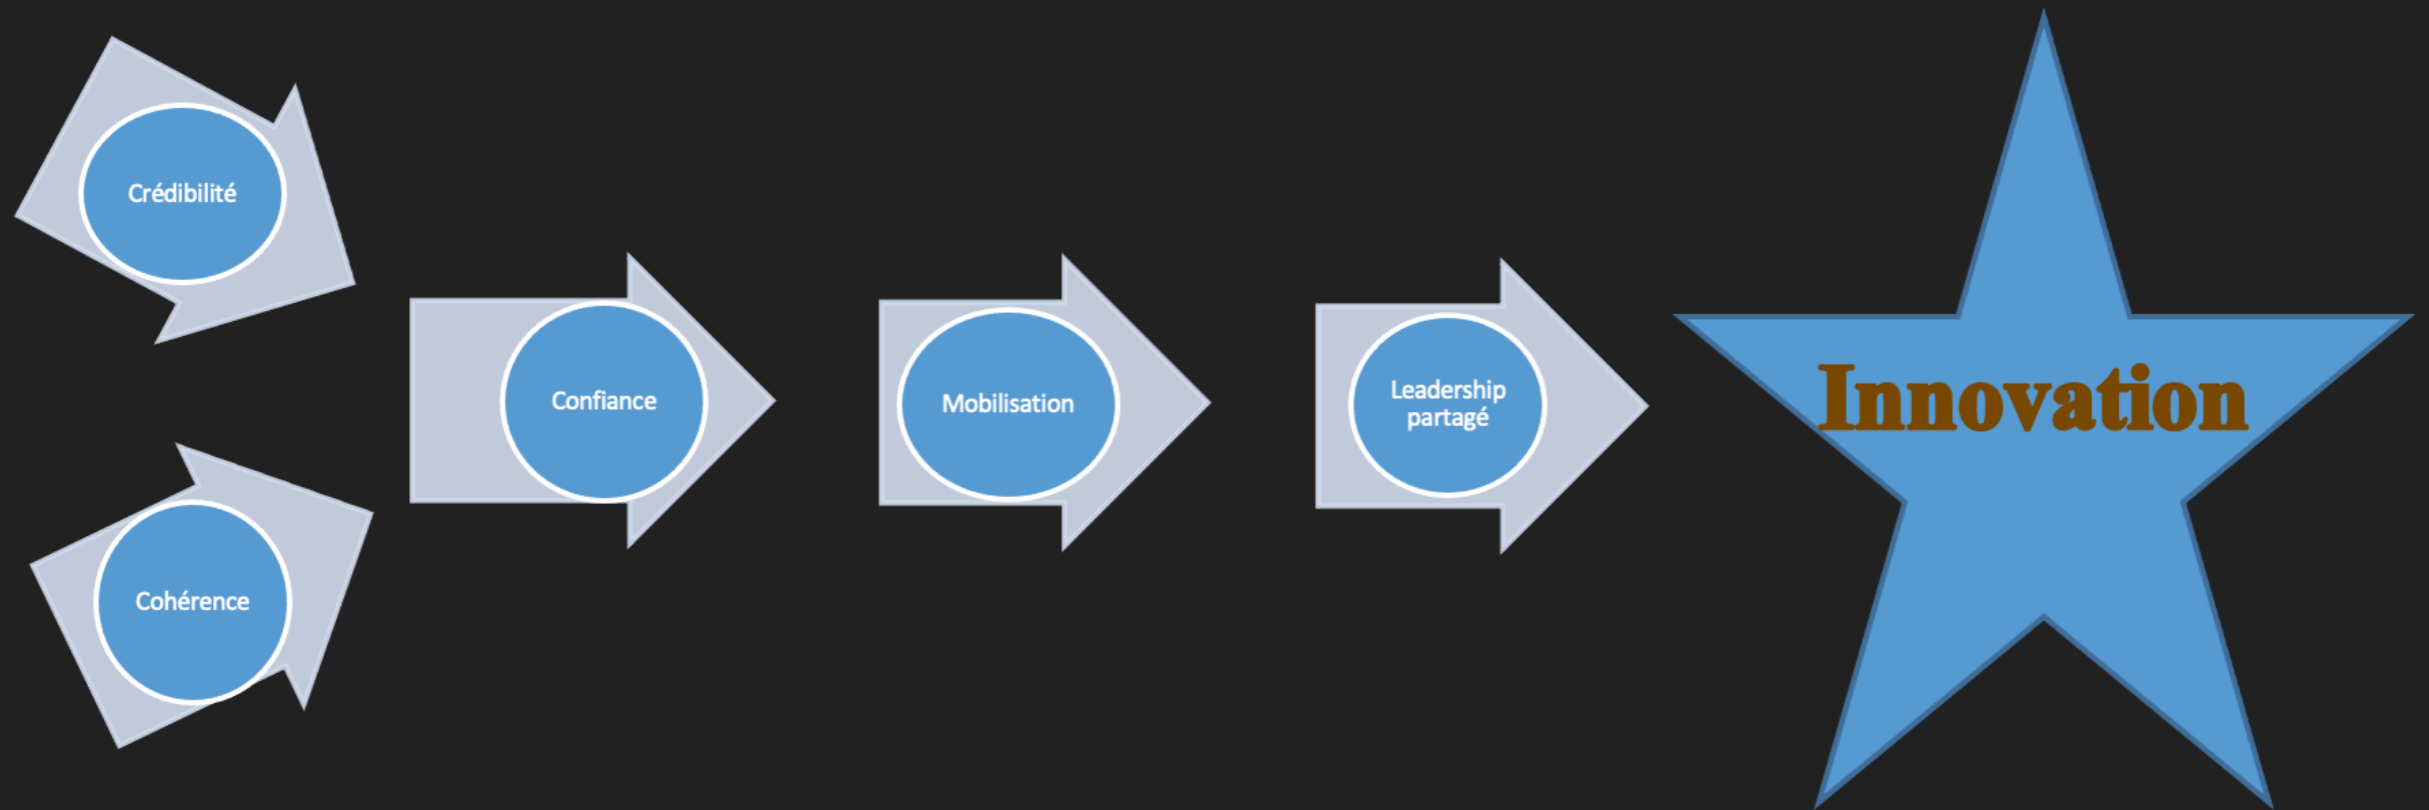 Crédibilité
Cohérence
Confiance
Mobilisation
Leadership
partagé
Innovation